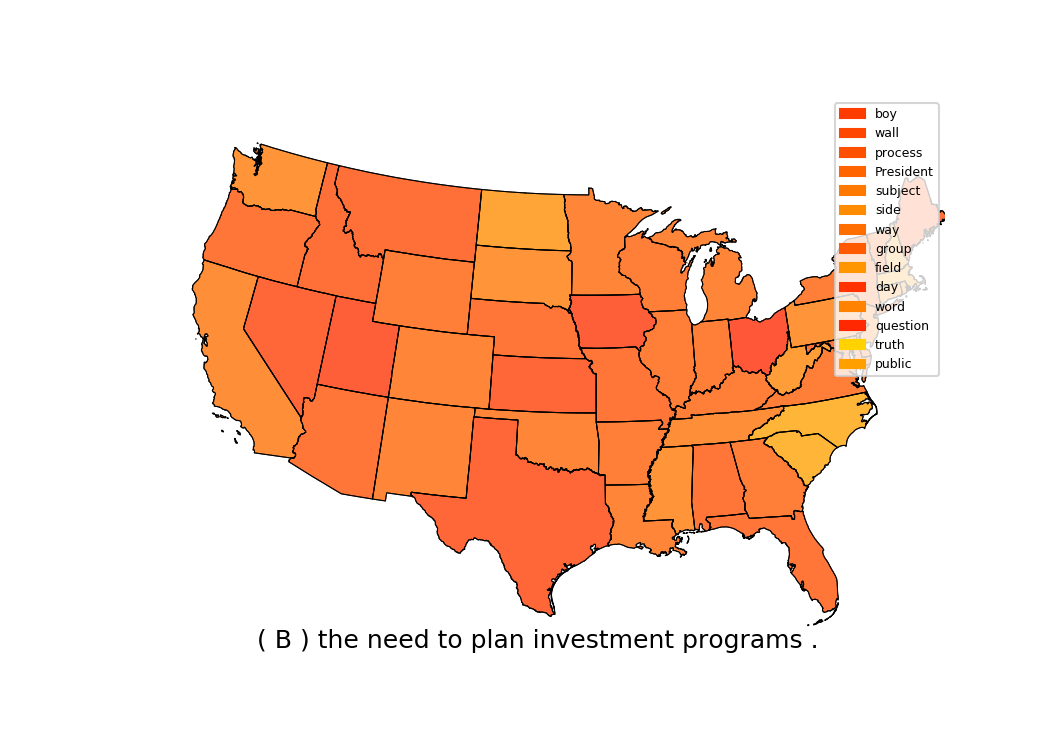 boy
wall
process
President
subject
side
way
group
field
day
word
question
truth
public
( B ) the need to plan investment programs .